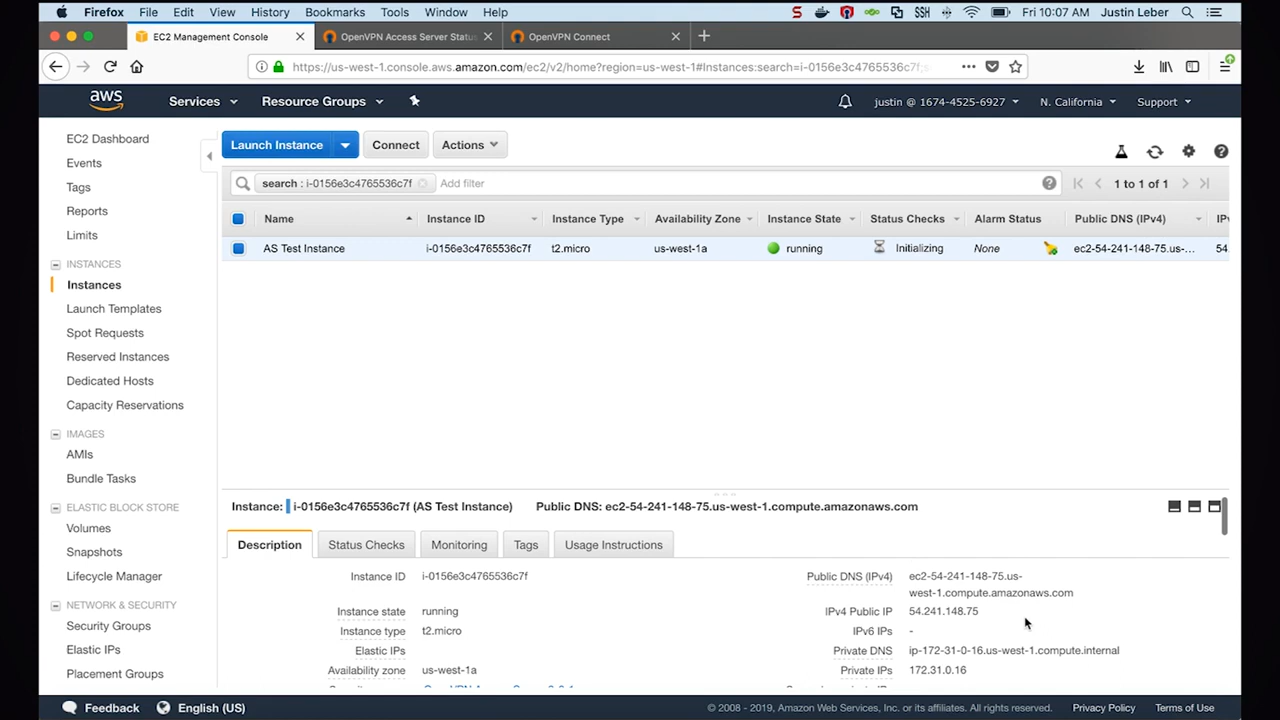 Firefox File Edit View History Bookmarks Tools Window Help SSH Fri 10:07 AM Justin Leber
EC2 Management Console OpenVPN Access Server Status OpenVPN Connect
https://us-west-1.console.aws.amazon.com/ec2/v2/home?region=us-west-1#Instances:search=i-0156e3c4765536c7f;
aws Services Resource Groups justin @ 1674-4525-6927 N. California Support
EC2 Dashboard
Events
Tags
Reports
Limits
INSTANCES
Instances
Launch Templates
Spot Requests
Reserved Instances
Dedicated Hosts
Capacity Reservations
IMAGES
AMIs
Bundle Tasks
ELASTIC BLOCK STORE
Volumes
Snapshots
Lifecycle Manager
NETWORK & SECURITY
Security Groups
Elastic IPs
Placement Groups
Launch Instance Connect Actions
search : i-0156e3c4765536c7f Add filter 1 to 1 of 1
Name Instance ID Instance Type Availability Zone Instance State Status Checks Alarm Status Public DNS (IPv4)
AS Test Instance i-0156e3c4765536c7f t2.micro us-west-1a running Initializing None ec2-54-241-148-75.us-... 54.
Instance: i-0156e3c4765536c7f (AS Test Instance) Public DNS: ec2-54-241-148-75.us-west-1.compute.amazonaws.com
Description Status Checks Monitoring Tags Usage Instructions
Instance ID i-0156e3c4765536c7f Public DNS (IPv4) ec2-54-241-148-75.us-
west-1.compute.amazonaws.com
Instance state running IPv4 Public IP 54.241.148.75
Instance type t2.micro IPv6 IPs -
Elastic IPs Private DNS ip-172-31-0-16.us-west-1.compute.internal
Availability zone us-west-1a Private IPs 172.31.0.16
Feedback English (US) © 2008 - 2019, Amazon Web Services, Inc. or its affiliates. All rights reserved. Privacy Policy Terms of Use